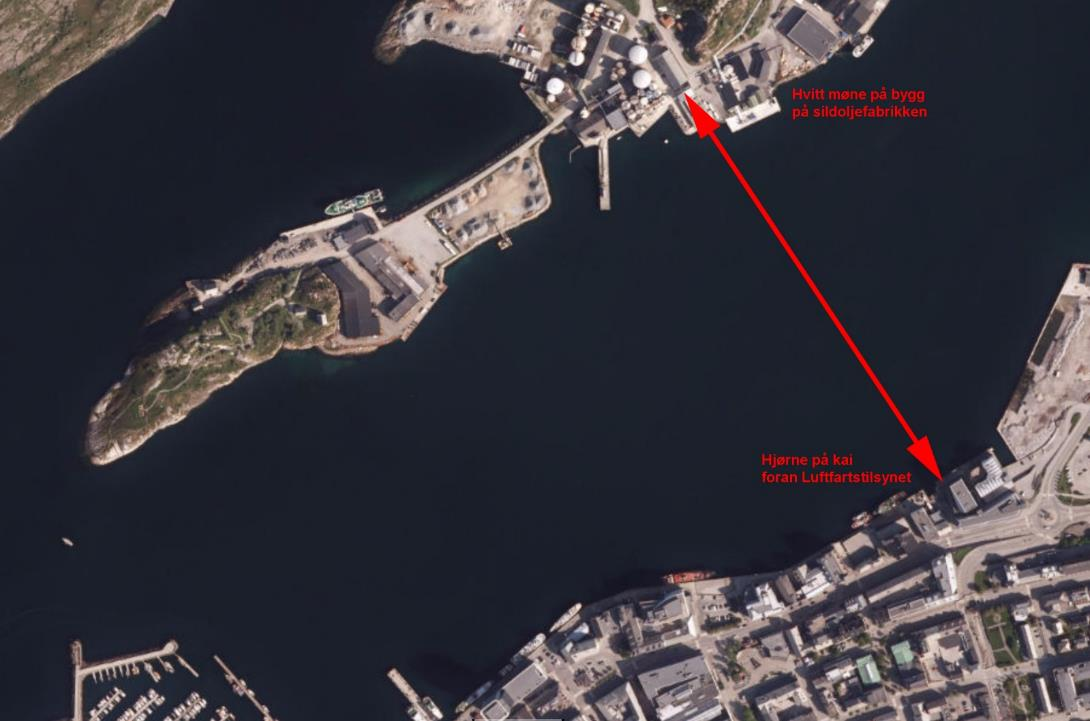 Hvitt møne på bygg
på sildoljefabrikken
Hjørne på kai
foran Luftfartstilsynet